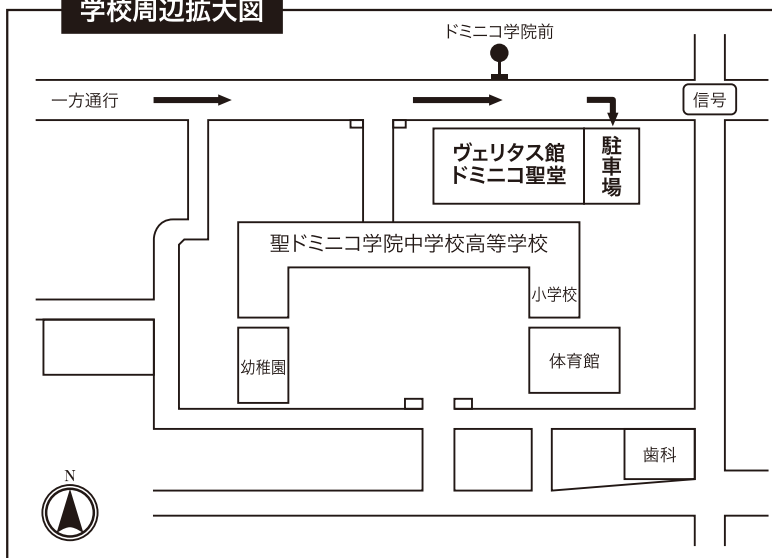 学校周辺拡大図
ドミニコ学院前
一方通行
信号
ヴェリタス館
ドミニコ聖堂
駐車場
聖ドミニコ学院中学校高等学校
小学校
幼稚園
体育館
歯科
N